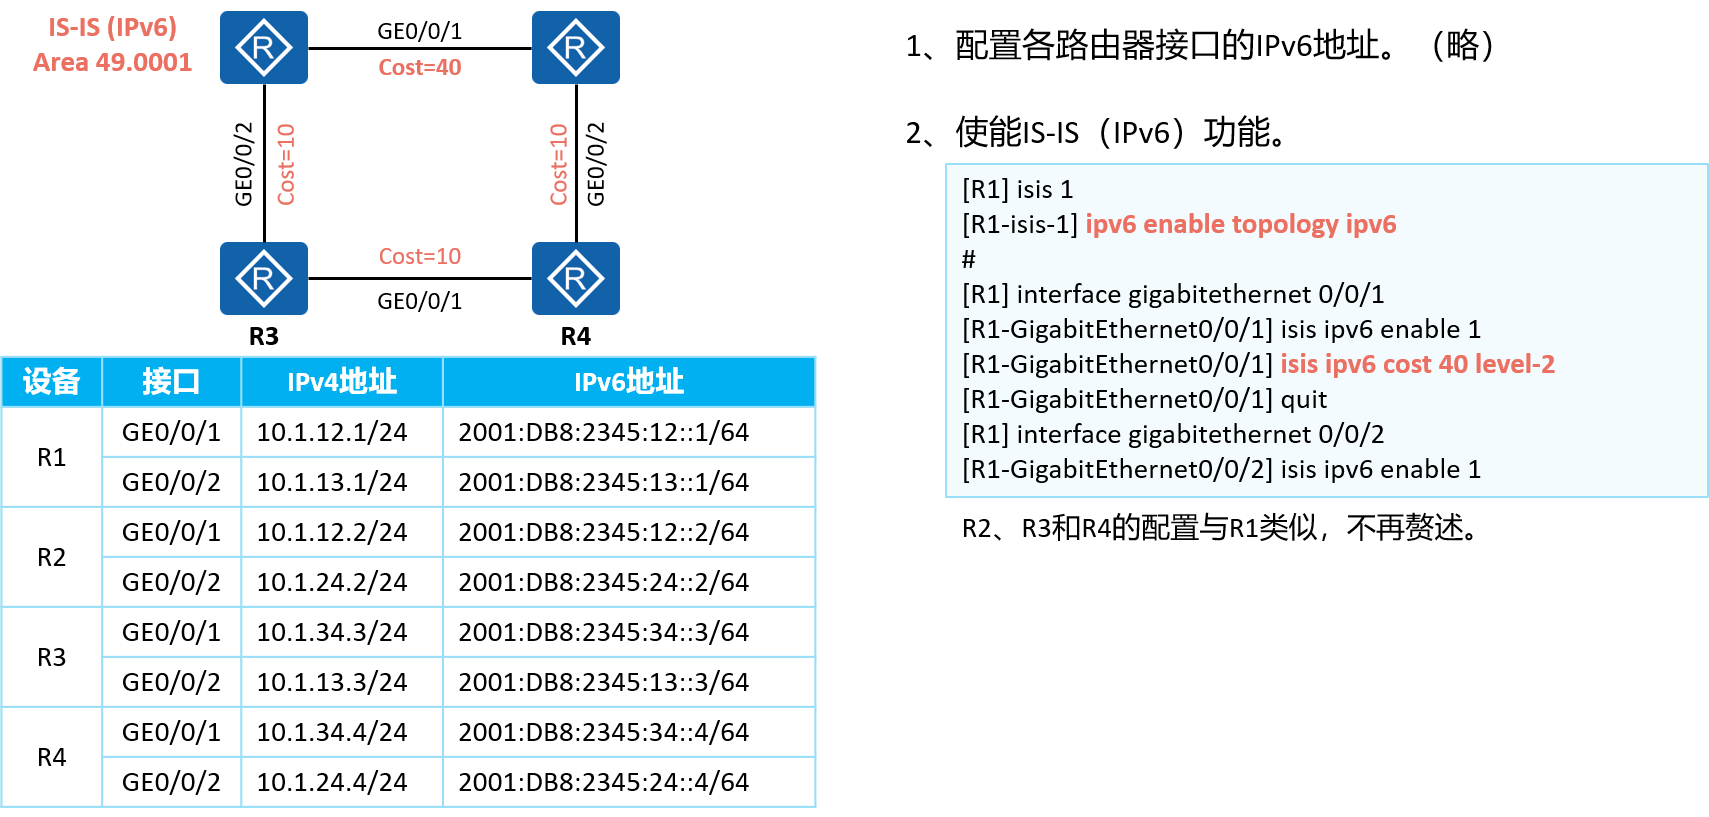 IS-IS (IPv6)
Area 49.0001
R
GE0/0/1
Cost=40
R
GE0/0/2
Cost=10
Cost=10
GE0/0/2
R
Cost=10
GE0/0/1
R
R3
R4
设备 接口 IPv4地址 IPv6地址
R1 GE0/0/1 10.1.12.1/24 2001:DB8:2345:12::1/64
GE0/0/2 10.1.13.1/24 2001:DB8:2345:13::1/64
R2 GE0/0/1 10.1.12.2/24 2001:DB8:2345:12::2/64
GE0/0/2 10.1.24.2/24 2001:DB8:2345:24::2/64
R3 GE0/0/1 10.1.34.3/24 2001:DB8:2345:34::3/64
GE0/0/2 10.1.13.3/24 2001:DB8:2345:13::3/64
R4 GE0/0/1 10.1.34.4/24 2001:DB8:2345:34::4/64
GE0/0/2 10.1.24.4/24 2001:DB8:2345:24::4/64
1、配置各路由器接口的IPv6地址。（略）
2、使能IS-IS（IPv6）功能。
[R1] isis 1
[R1-isis-1] ipv6 enable topology ipv6
#
[R1] interface gigabitethernet 0/0/1
[R1-GigabitEthernet0/0/1] isis ipv6 enable 1
[R1-GigabitEthernet0/0/1] isis ipv6 cost 40 level-2
[R1-GigabitEthernet0/0/1] quit
[R1] interface gigabitethernet 0/0/2
[R1-GigabitEthernet0/0/2] isis ipv6 enable 1
R2、R3和R4的配置与R1类似，不再赘述。